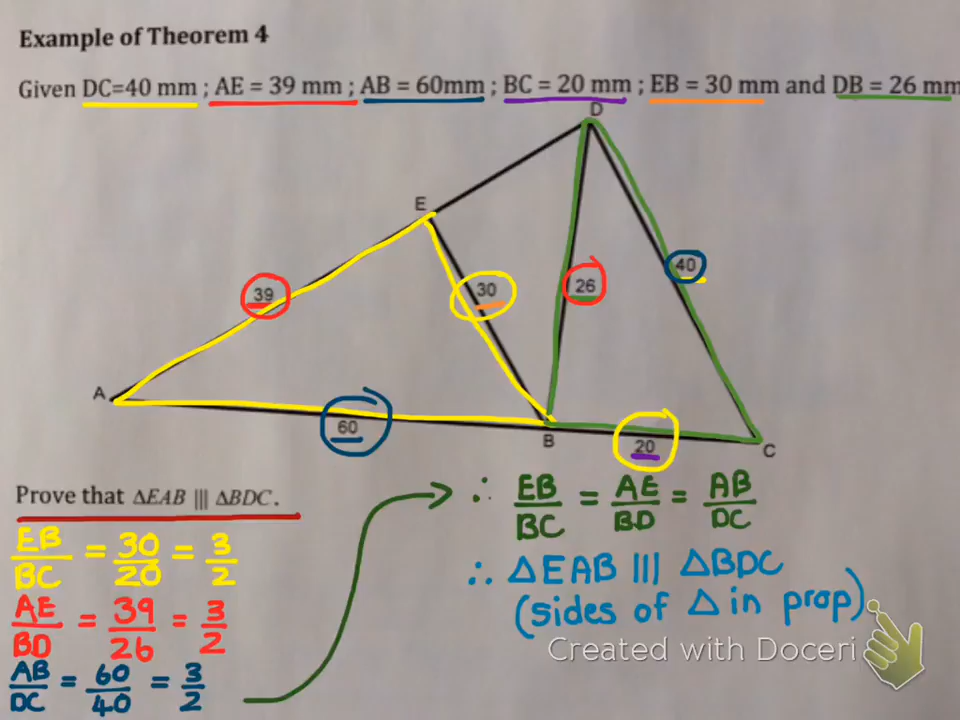 Example of Theorem 4
Given DC=40 mm ; AE = 39 mm ; AB = 60mm ; BC = 20 mm ; EB = 30 mm and DB = 26 mm
D
E
39
30
26
40
A
60
B
20
C
Prove that ΔEAB ||| ΔBDC.
EB/BC = 30/20 = 3/2
AE/BD = 39/26 = 3/2
AB/DC = 60/40 = 3/2
∴ EB/BC = AE/BD = AB/DC
∴ ΔEAB ||| ΔBDC
(sides of Δ in prop)
Created with Doceri